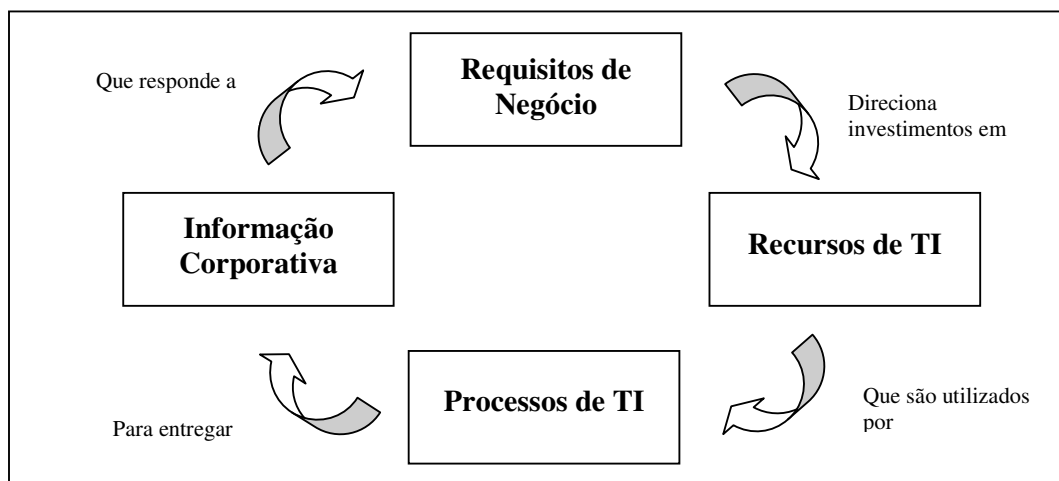 Requisitos de
Negócio
Que responde a
Direciona
investimentos em
Informação
Corporativa
Recursos de TI
Processos de TI
Que são utilizados
por
Para entregar